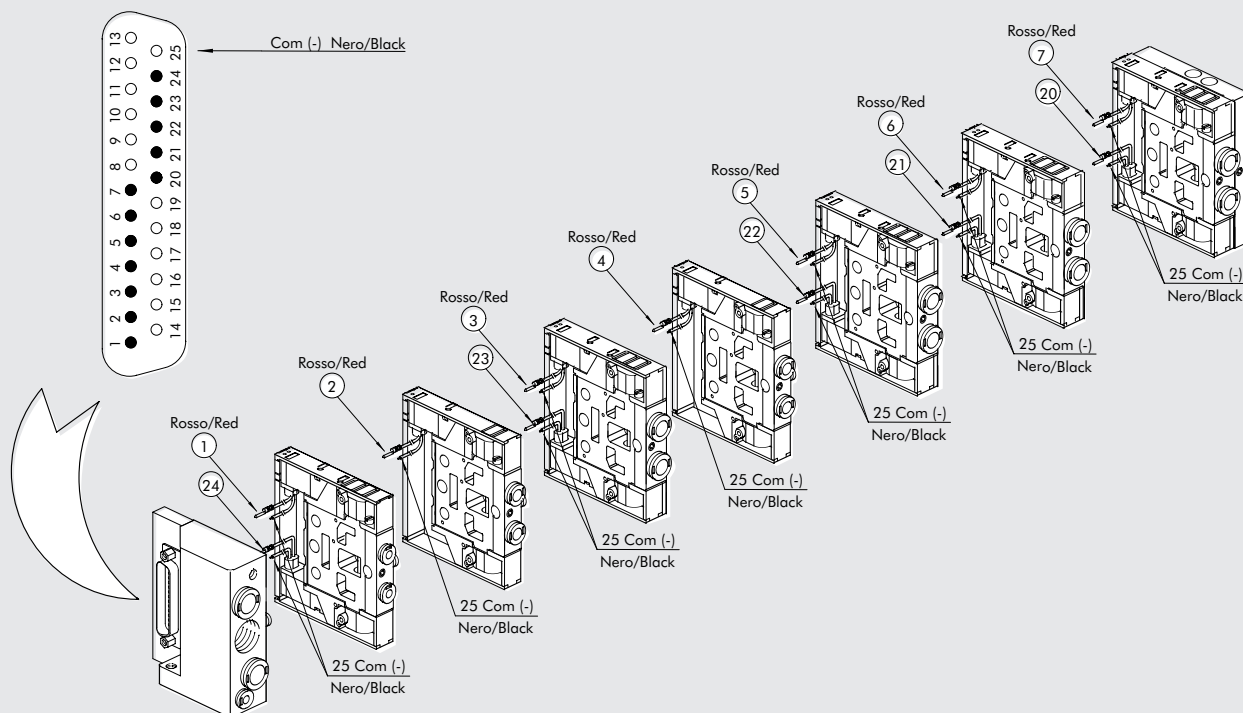 13
12
11
10
9
8
7
6
5
4
3
2
1
25
24
23
22
21
20
19
18
17
16
15
14
Com (-) Nero/Black
Rosso/Red
1
24
25 Com (-)
Nero/Black
Rosso/Red
2
25 Com (-)
Nero/Black
Rosso/Red
3
23
25 Com (-)
Nero/Black
Rosso/Red
4
25 Com (-)
Nero/Black
Rosso/Red
5
22
25 Com (-)
Nero/Black
Rosso/Red
6
21
25 Com (-)
Nero/Black
Rosso/Red
7
20
25 Com (-)
Nero/Black